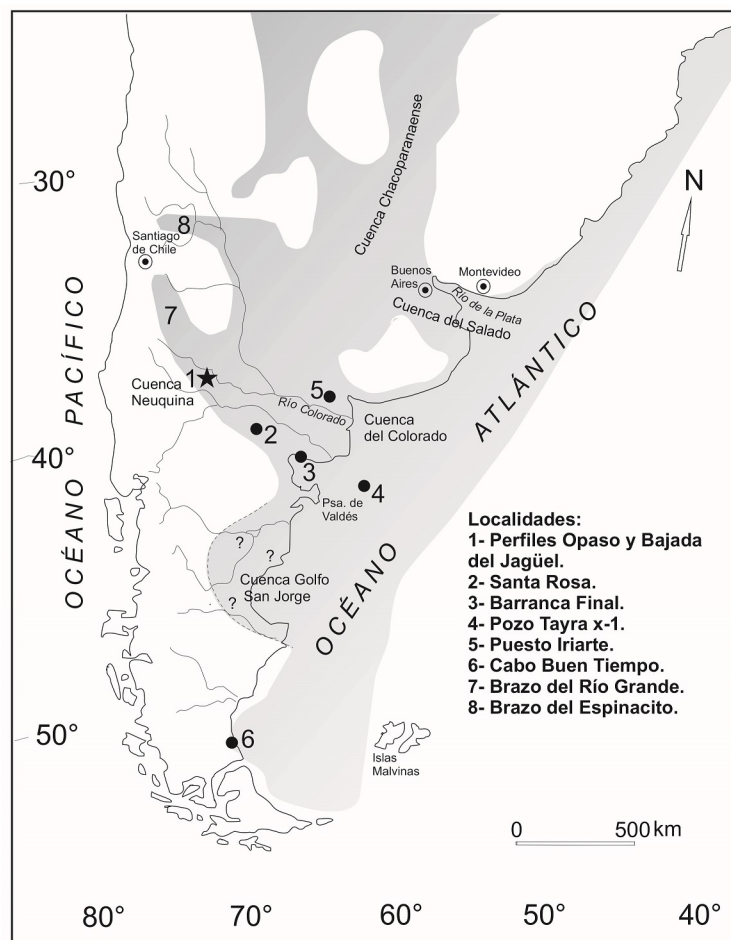 30°
40°
50°
80°
70°
60°
50°
40°
N
OCÉANO PACÍFICO
OCÉANO ATLÁNTICO
Cuenca Chacoparanaense
8
Santiago
de Chile
7
Buenos
Aires
Montevideo
Río de la Plata
Cuenca del Salado
1
Cuenca
Neuquina
5
Río Colorado
2
Cuenca
del Colorado
3
4
Psa. de
Valdés
?
?
Cuenca Golfo
San Jorge
?
6
Islas
Malvinas
Localidades:
1- Perfiles Opaso y Bajada
del Jagüel.
2- Santa Rosa.
3- Barranca Final.
4- Pozo Tayra x-1.
5- Puesto Iriarte.
6- Cabo Buen Tiempo.
7- Brazo del Río Grande.
8- Brazo del Espinacito.
0 500 km